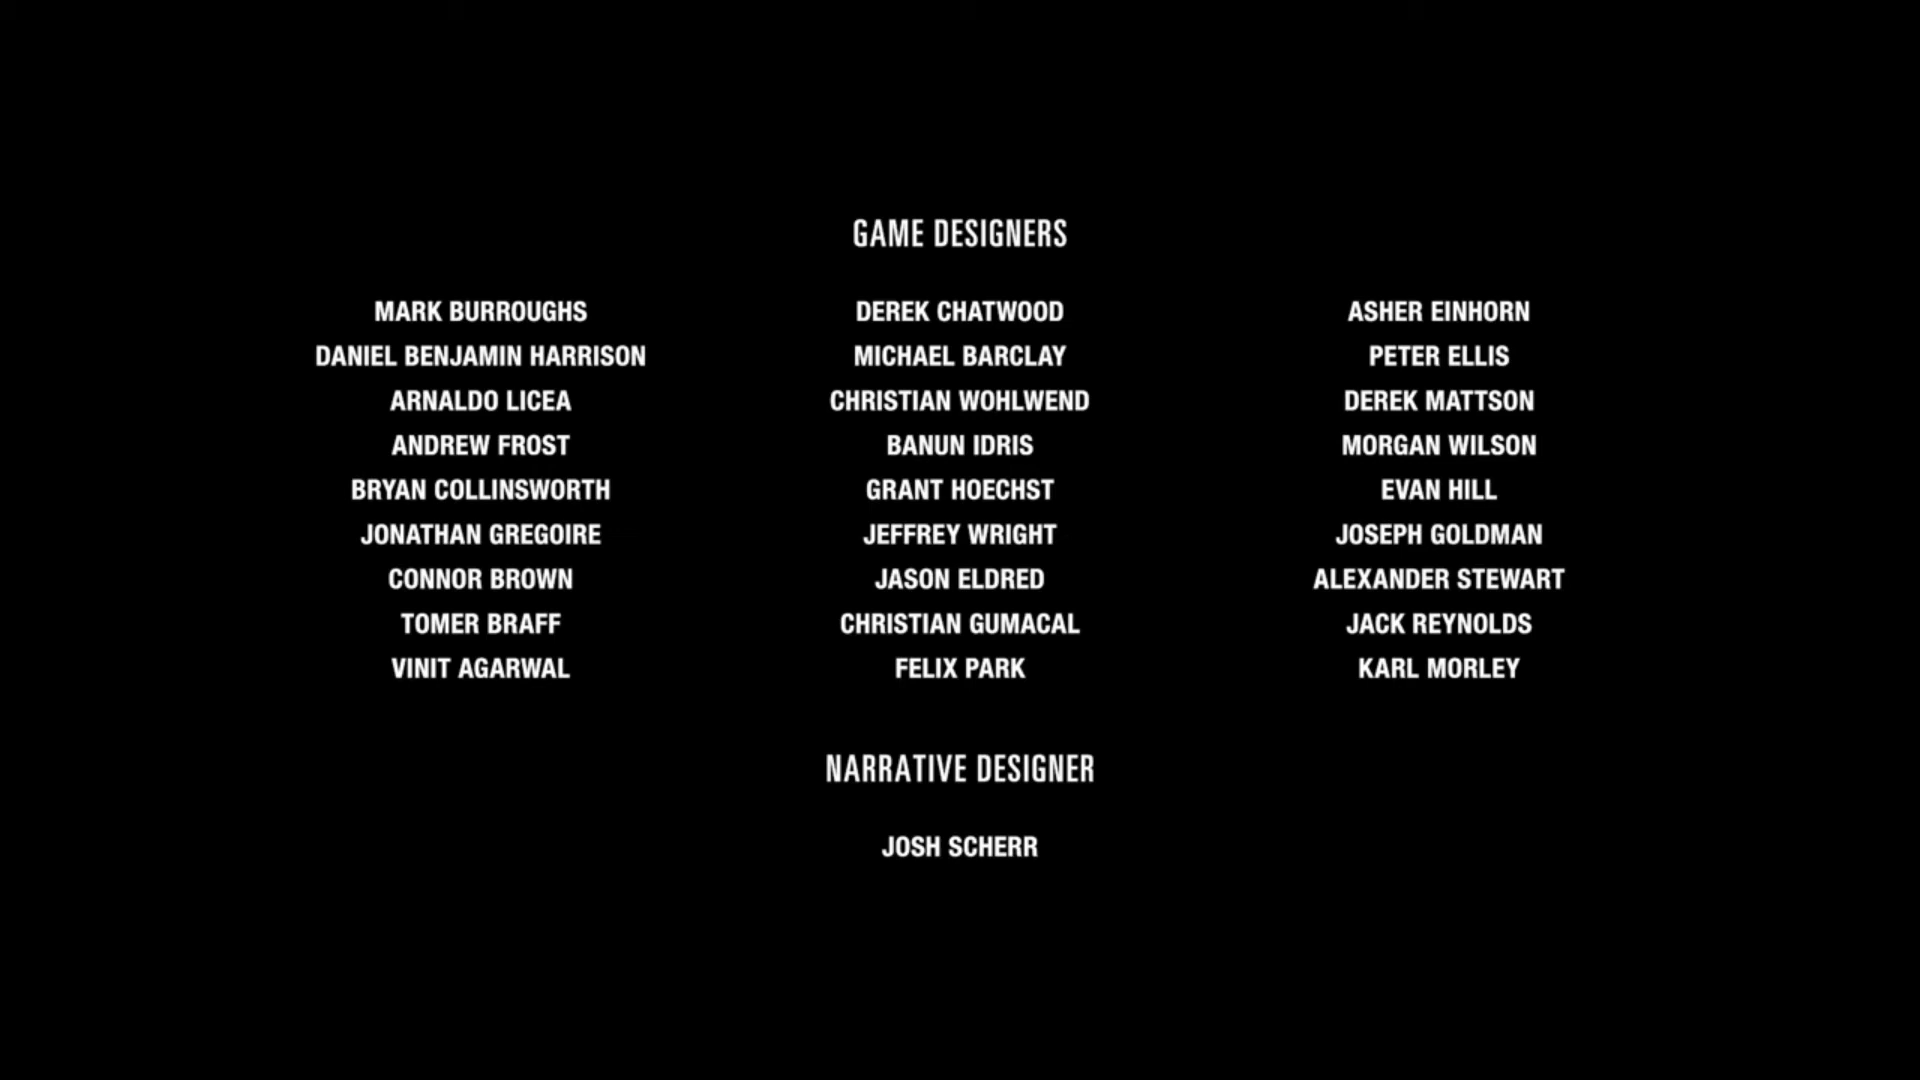 GAME DESIGNERS
MARK BURROUGHS
DANIEL BENJAMIN HARRISON
ARNALDO LICEA
ANDREW FROST
BRYAN COLLINSWORTH
JONATHAN GREGOIRE
CONNOR BROWN
TOMER BRAFF
VINIT AGARWAL
DEREK CHATWOOD
MICHAEL BARCLAY
CHRISTIAN WOHLWEND
BANUN IDRIS
GRANT HOECHST
JEFFREY WRIGHT
JASON ELDRED
CHRISTIAN GUMACAL
FELIX PARK
ASHER EINHORN
PETER ELLIS
DEREK MATTSON
MORGAN WILSON
EVAN HILL
JOSEPH GOLDMAN
ALEXANDER STEWART
JACK REYNOLDS
KARL MORLEY
NARRATIVE DESIGNER
JOSH SCHERR